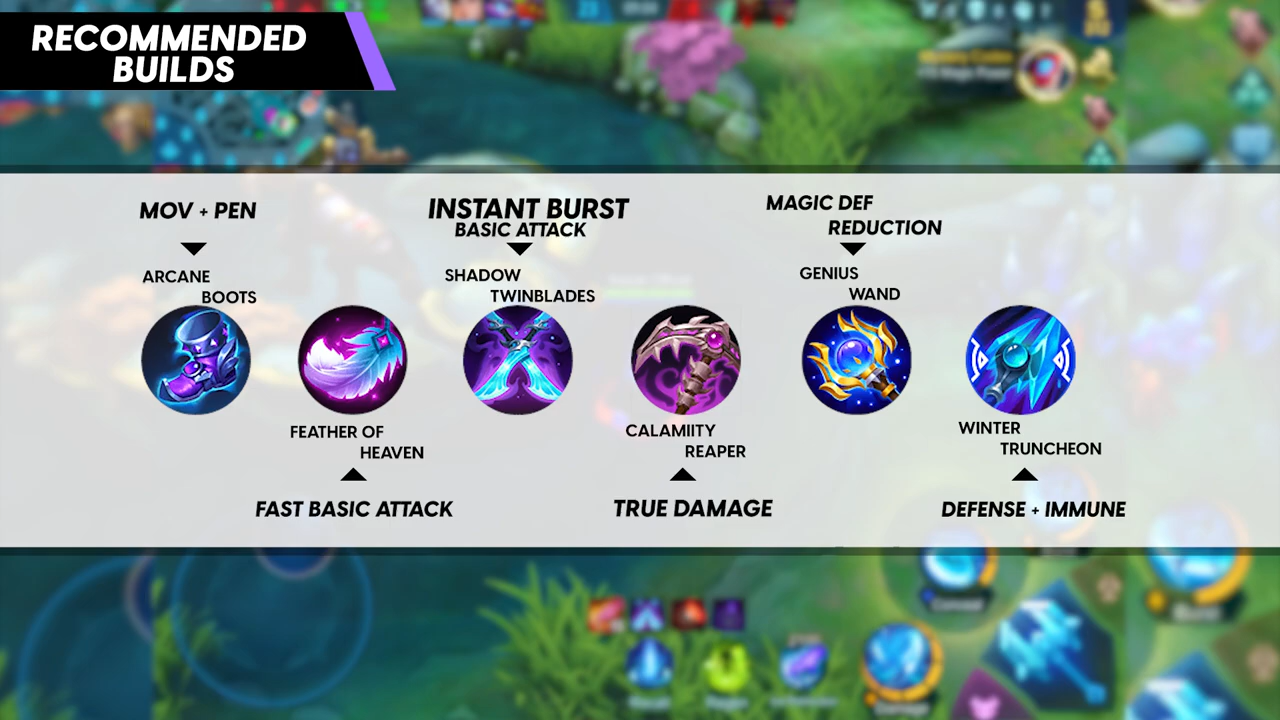 RECOMMENDED
BUILDS
MOV + PEN
ARCANE
BOOTS
FEATHER OF
HEAVEN
FAST BASIC ATTACK
INSTANT BURST
BASIC ATTACK
SHADOW
TWINBLADES
CALAMIITY
REAPER
TRUE DAMAGE
MAGIC DEF
REDUCTION
GENIUS
WAND
WINTER
TRUNCHEON
DEFENSE + IMMUNE